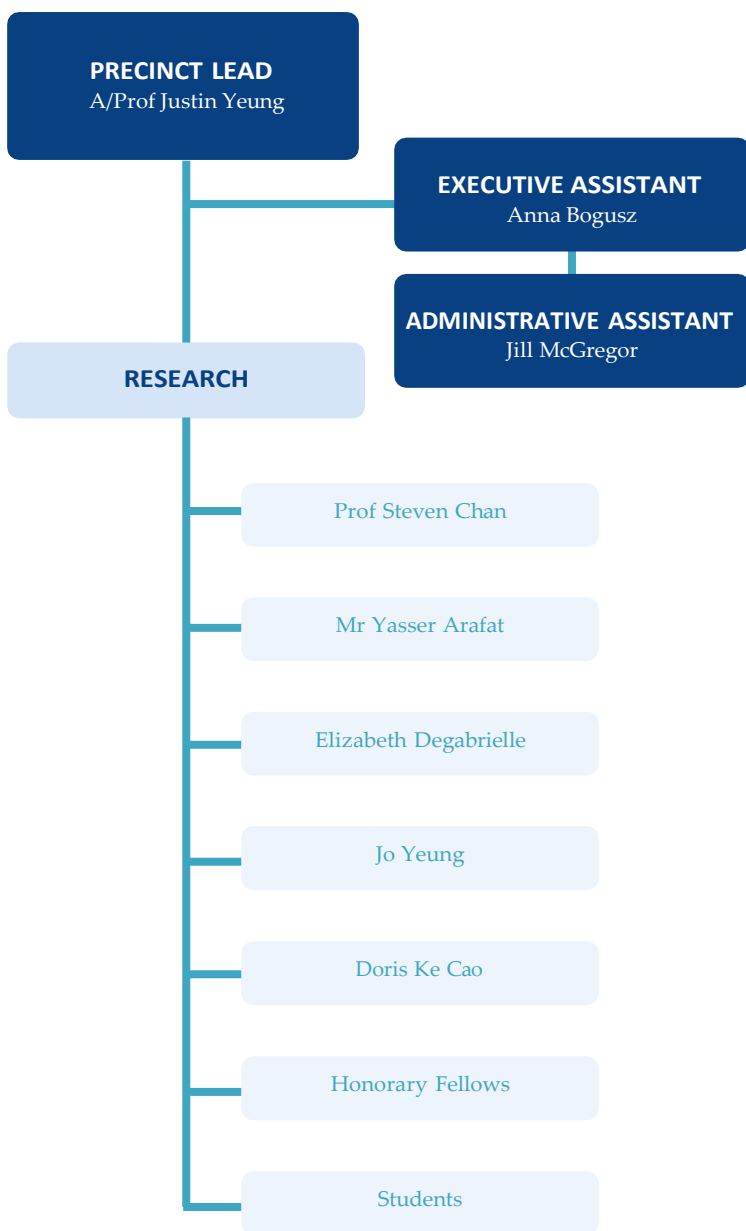 PRECINCT LEAD
A/Prof Justin Yeung
EXECUTIVE ASSISTANT
Anna Bogusz
ADMINISTRATIVE ASSISTANT
Jill McGregor
RESEARCH
Prof Steven Chan
Mr Yasser Arafat
Elizabeth Degabrielle
Jo Yeung
Doris Ke Cao
Honorary Fellows
Students